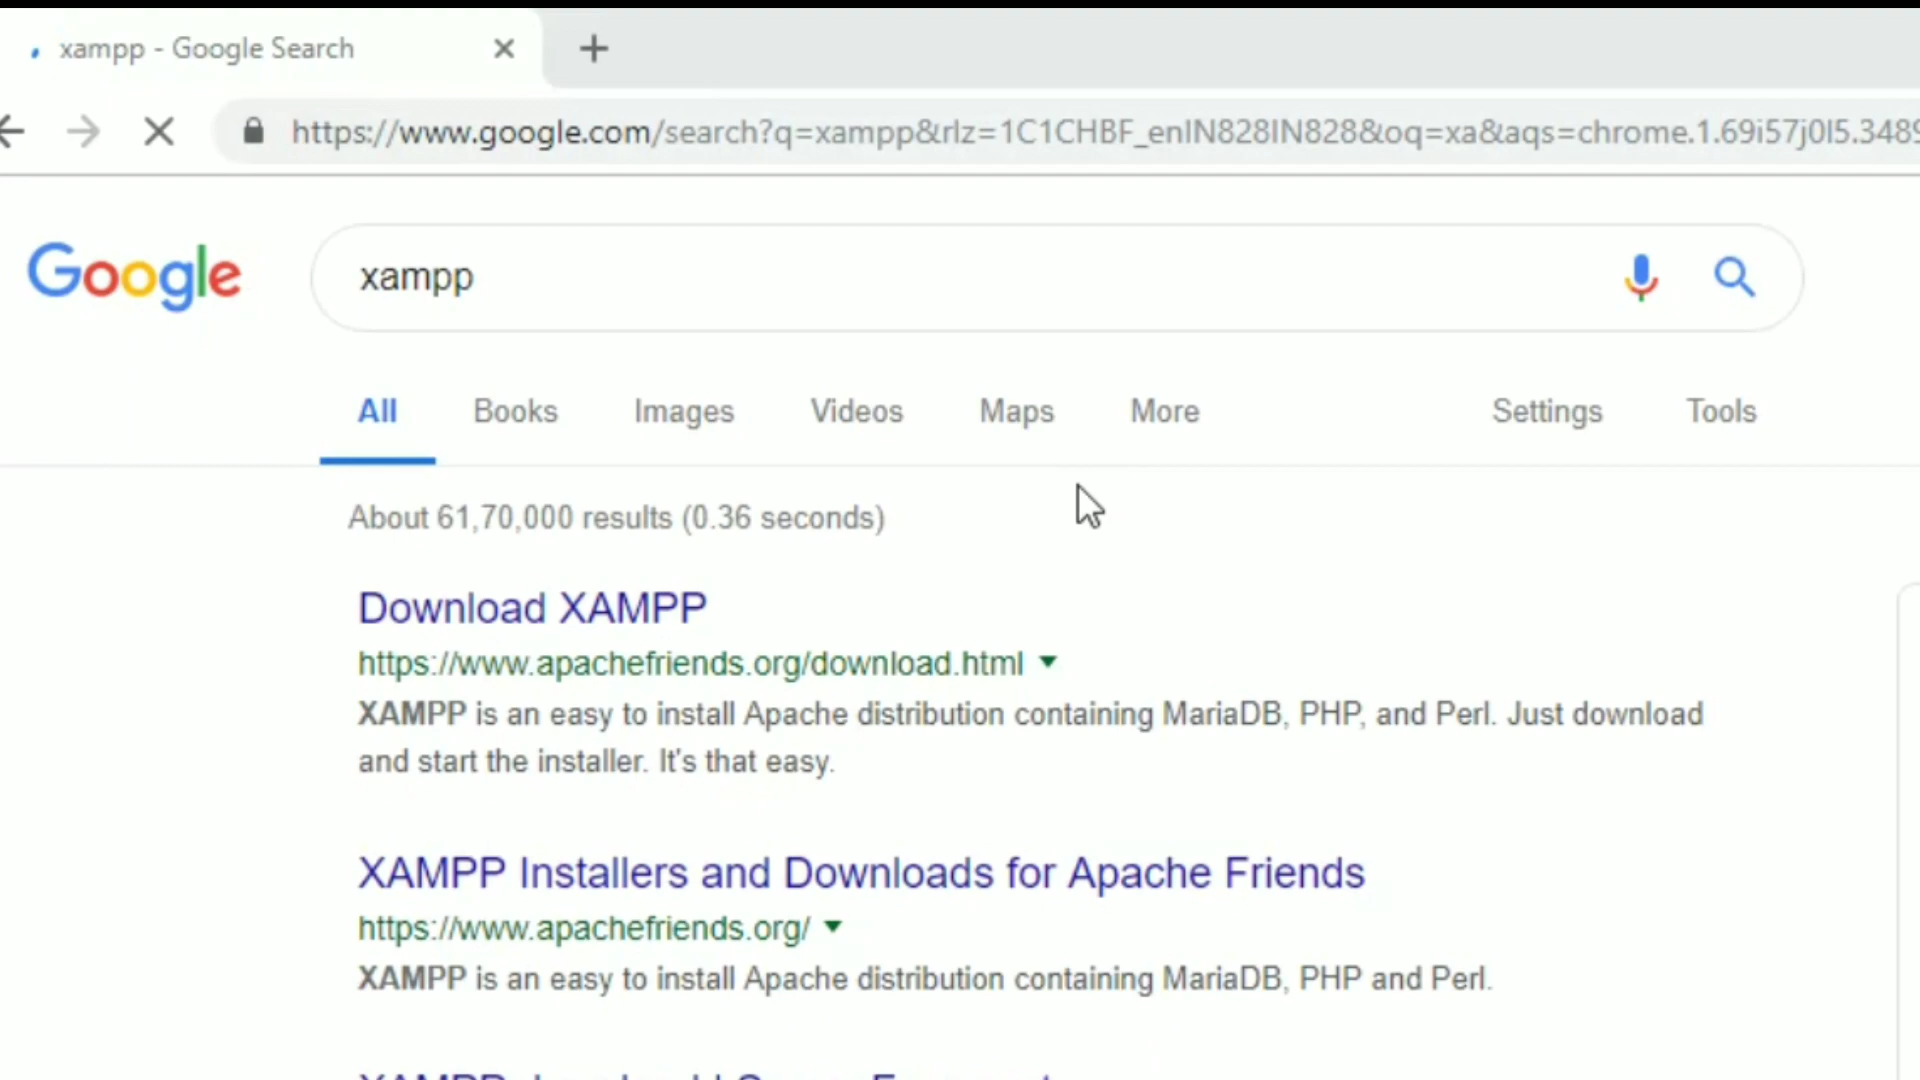 xampp - Google Search
https://www.google.com/search?q=xampp&rlz=1C1CHBF_enIN828IN828&oq=xa&aqs=chrome.1.69i57j0l5.3489
Google
xampp
All Books Images Videos Maps More Settings Tools
About 61,70,000 results (0.36 seconds)
Download XAMPP
https://www.apachefriends.org/download.html
XAMPP is an easy to install Apache distribution containing MariaDB, PHP, and Perl. Just download
and start the installer. It's that easy.
XAMPP Installers and Downloads for Apache Friends
https://www.apachefriends.org/
XAMPP is an easy to install Apache distribution containing MariaDB, PHP and Perl.